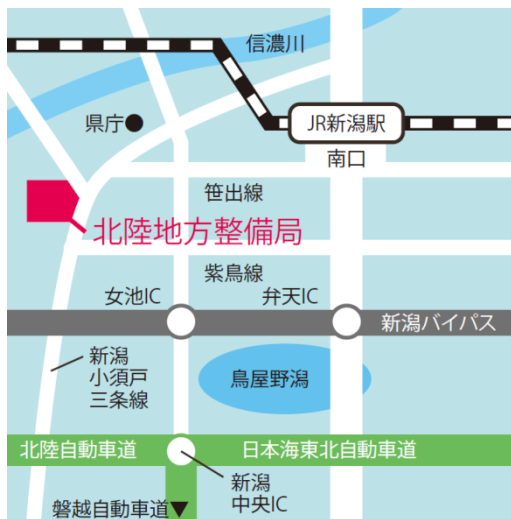 信濃川
県庁
JR新潟駅
南口
笹出線
北陸地方整備局
紫鳥線
女池IC
弁天IC
新潟バイパス
新潟
小須戸
三条線
鳥屋野潟
北陸自動車道
日本海東北自動車道
新潟
中央IC
磐越自動車道▼